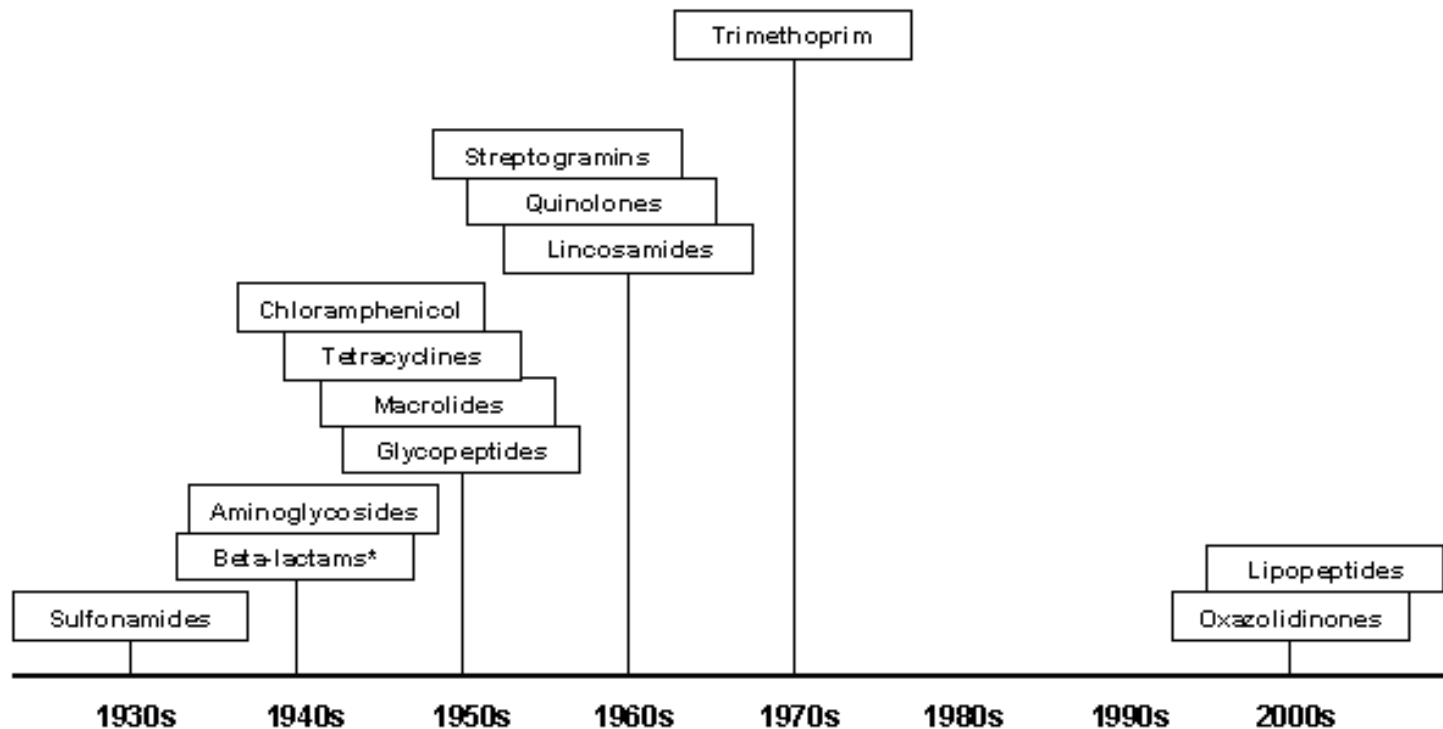 Trimethoprim
Streptogramins
Quinolones
Lincosamides
Chloramphenicol
Tetracyclines
Macrolides
Glycopeptides
Aminoglycosides
Beta-lactams*
Lipopeptides
Sulfonamides
Oxazolidinones
1930s 1940s 1950s 1960s 1970s 1980s 1990s 2000s